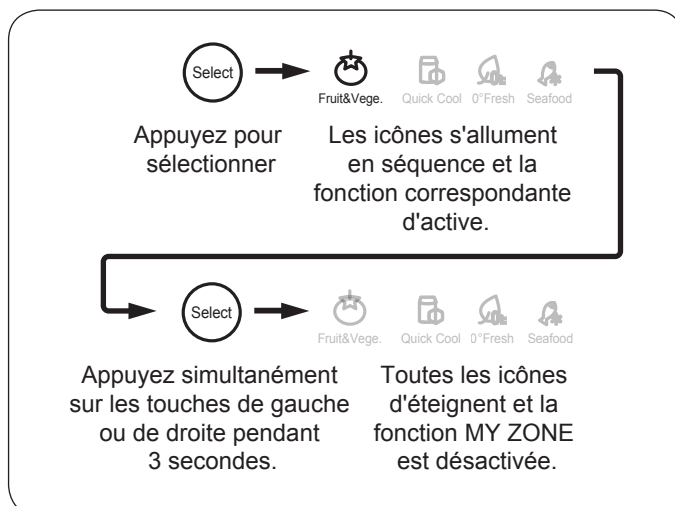 Select
Fruit&Vege. Quick Cool 0°Fresh Seafood
Appuyez pour
sélectionner
Les icônes s'allument
en séquence et la
fonction correspondante
d'active.
Select
Fruit&Vege. Quick Cool 0°Fresh Seafood
Appuyez simultanément
sur les touches de gauche
ou de droite pendant
3 secondes.
Toutes les icônes
d'éteignent et la
fonction MY ZONE
est désactivée.